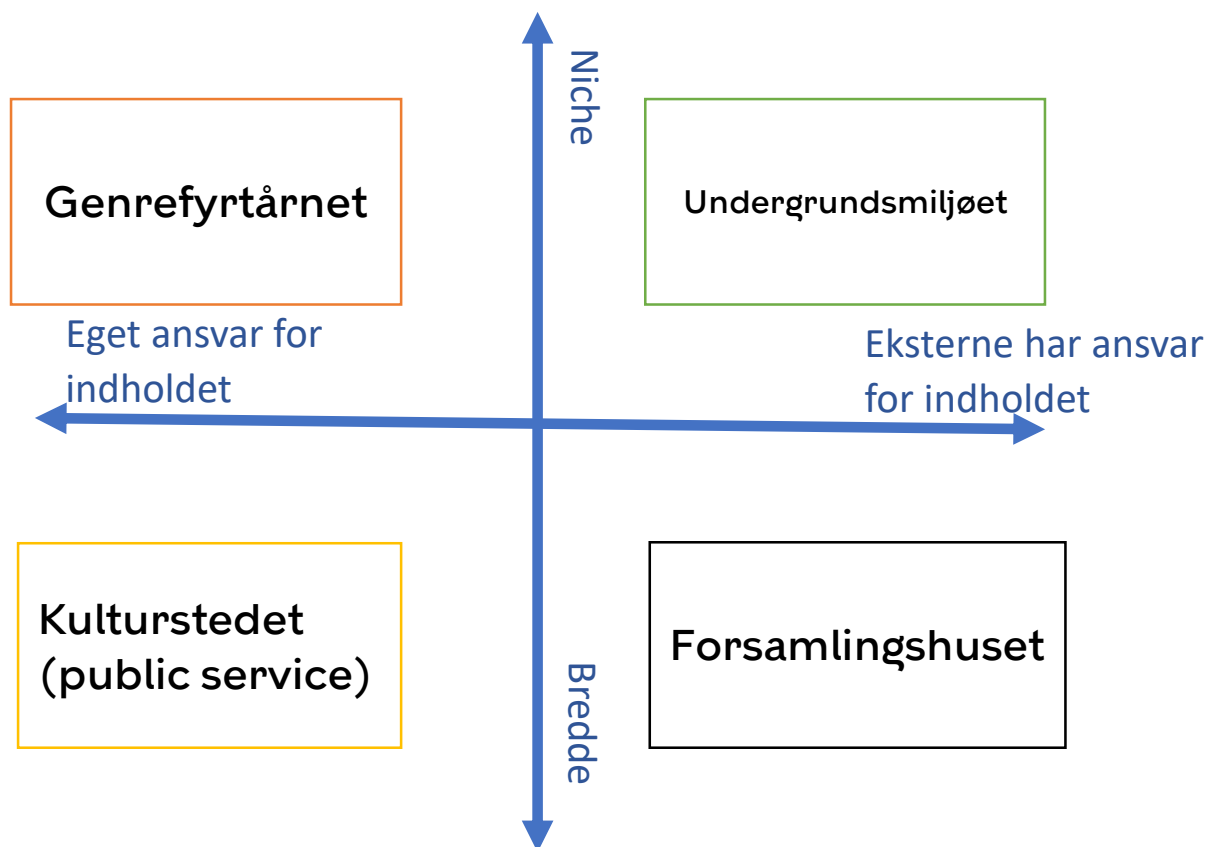 Niche
Genrefyrtårnet
Undergrundsmiljøet
Eget ansvar for
indholdet
Eksterne har ansvar
for indholdet
Kulturstedet
(public service)
Forsamlingshuset
Bredde